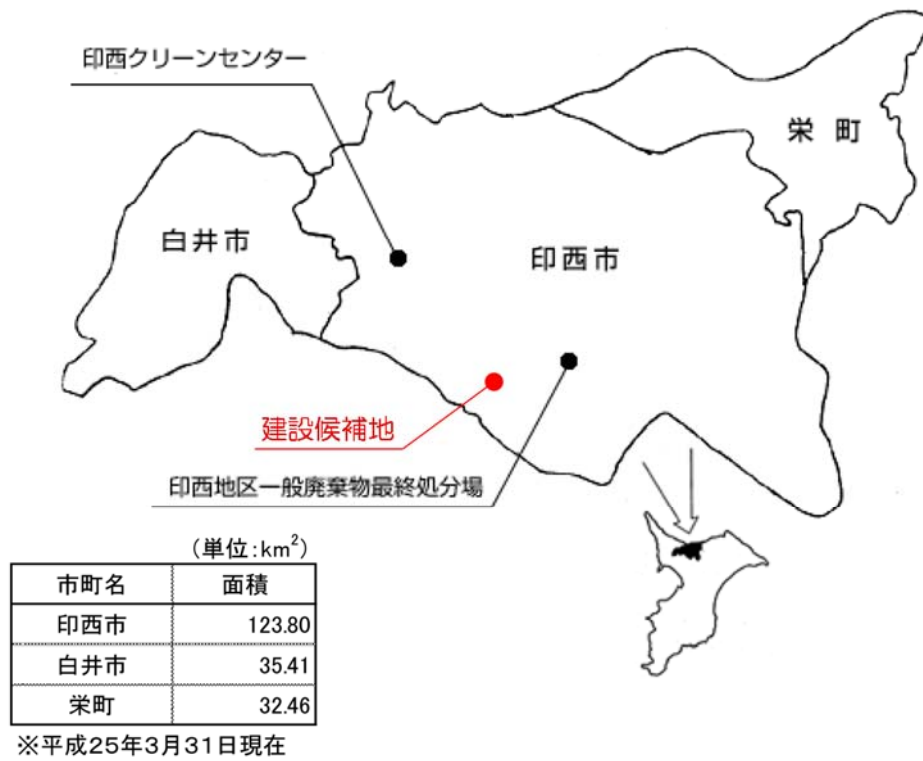 印西クリーンセンター
栄 町
白井市
印西市
建設候補地
印西地区一般廃棄物最終処分場
(単位:km²)
市町名 面積
印西市 123.80
白井市 35.41
栄町 32.46
※平成25年3月31日現在